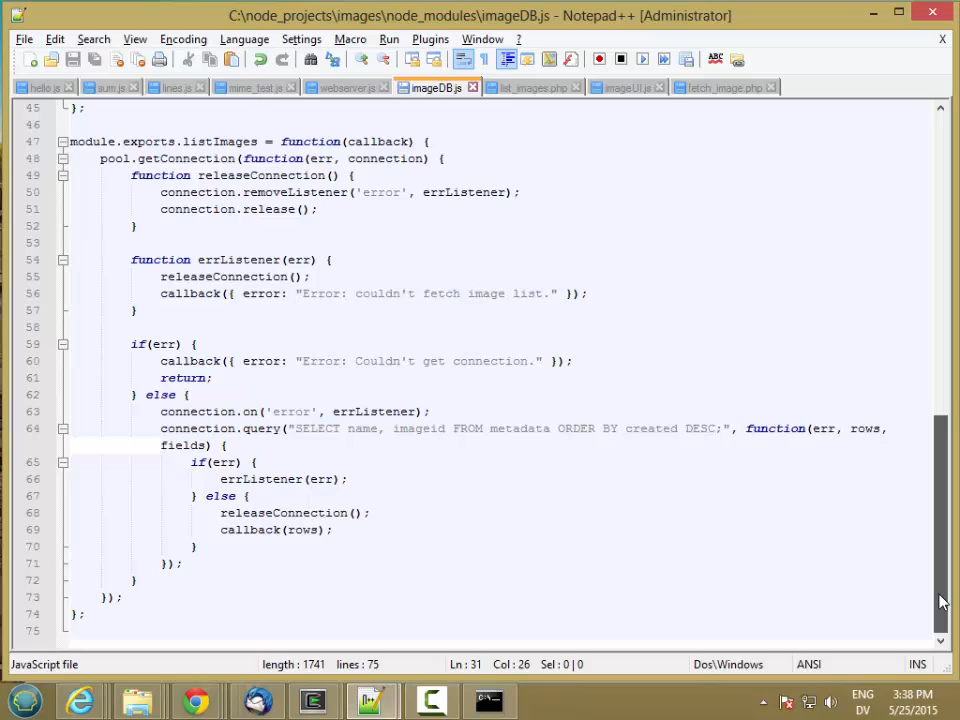 C:\node_projects\images\node_modules\imageDB.js - Notepad++ [Administrator]
File Edit Search View Encoding Language Settings Macro Run Plugins Window ? X
hello.js sum.js lines.js mime_test.js webserver.js imageDB.js list_images.php imageUI.js fetch_image.php
45 };
46
47 module.exports.listImages = function(callback) {
48 pool.getConnection(function(err, connection) {
49 function releaseConnection() {
50 connection.removeListener('error', errListener);
51 connection.release();
52 }
53
54 function errListener(err) {
55 releaseConnection();
56 callback({ error: "Error: couldn't fetch image list." });
57 }
58
59 if(err) {
60 callback({ error: "Error: Couldn't get connection." });
61 return;
62 } else {
63 connection.on('error', errListener);
64 connection.query("SELECT name, imageid FROM metadata ORDER BY created DESC;", function(err, rows,
fields) {
65 if(err) {
66 errListener(err);
67 } else {
68 releaseConnection();
69 callback(rows);
70 }
71 });
72 }
73 });
74 };
75
JavaScript file length : 1741 lines : 75 Ln : 31 Col : 26 Sel : 0 | 0 Dos\Windows ANSI INS
ENG 3:38 PM
DV 5/25/2015